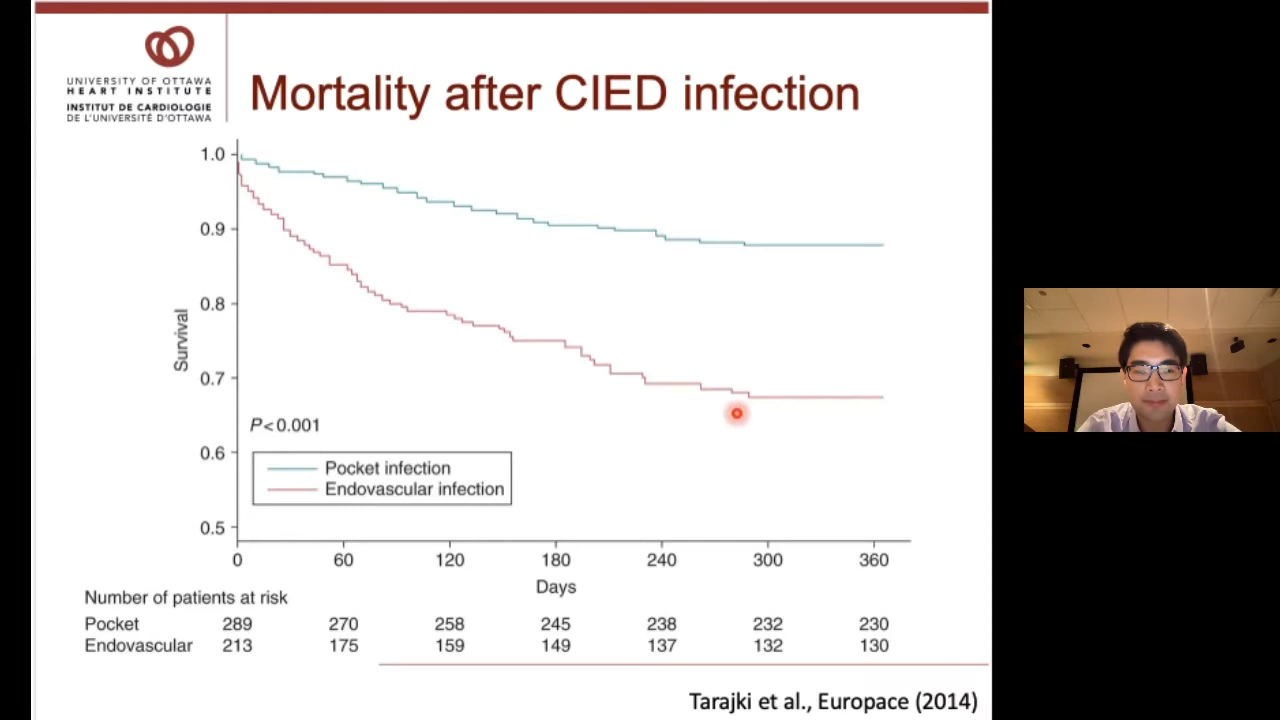 UNIVERSITY OF OTTAWA
HEART INSTITUTE
INSTITUT DE CARDIOLOGIE
DE L'UNIVERSITÉ D'OTTAWA
Mortality after CIED infection
1.0
0.9
0.8
0.7
0.6
0.5
Survival
P<0.001
Pocket infection
Endovascular infection
0 60 120 180 240 300 360
Days
Number of patients at risk
Pocket 289 270 258 245 238 232 230
Endovascular 213 175 159 149 137 132 130
Tarajki et al., Europace (2014)